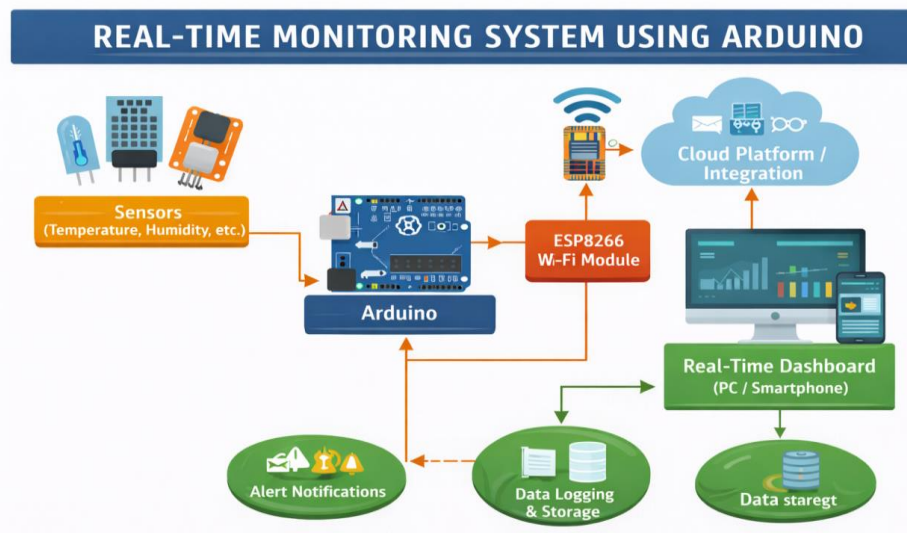 REAL-TIME MONITORING SYSTEM USING ARDUINO
Sensors
(Temperature, Humidity, etc.)
Arduino
ESP8266
Wi-Fi Module
Cloud Platform /
Integration
Real-Time Dashboard
(PC / Smartphone)
Alert Notifications
Data Logging
& Storage
Data staregt